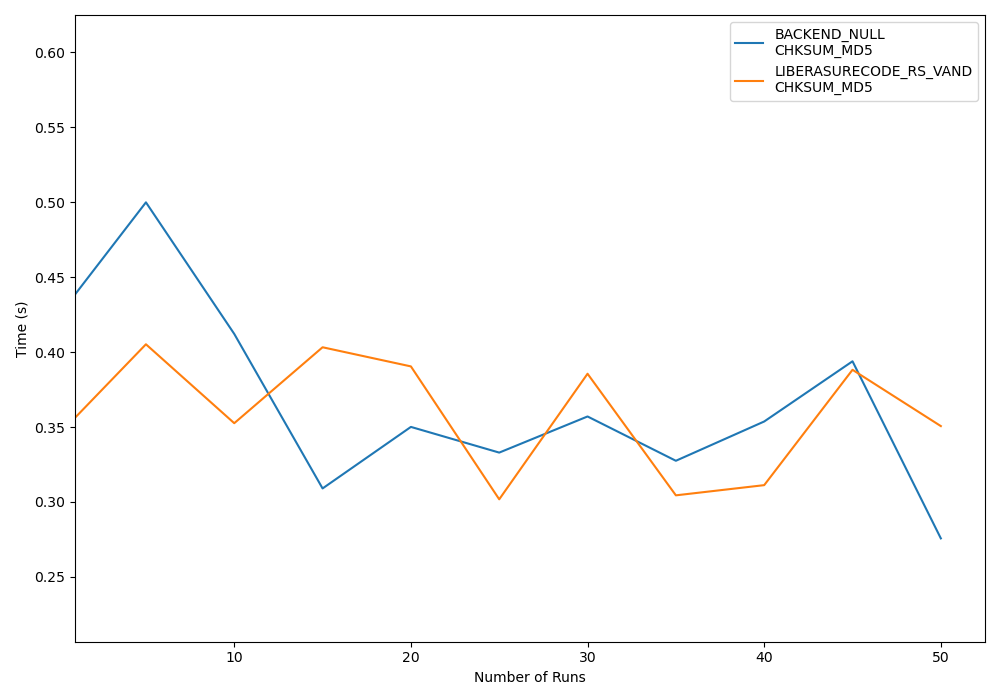 BACKEND_NULL
CHKSUM_MD5
LIBERASURECODE_RS_VAND
CHKSUM_MD5
0.60
0.55
0.50
0.45
0.40
0.35
0.30
0.25
Time (s)
10 20 30 40 50
Number of Runs